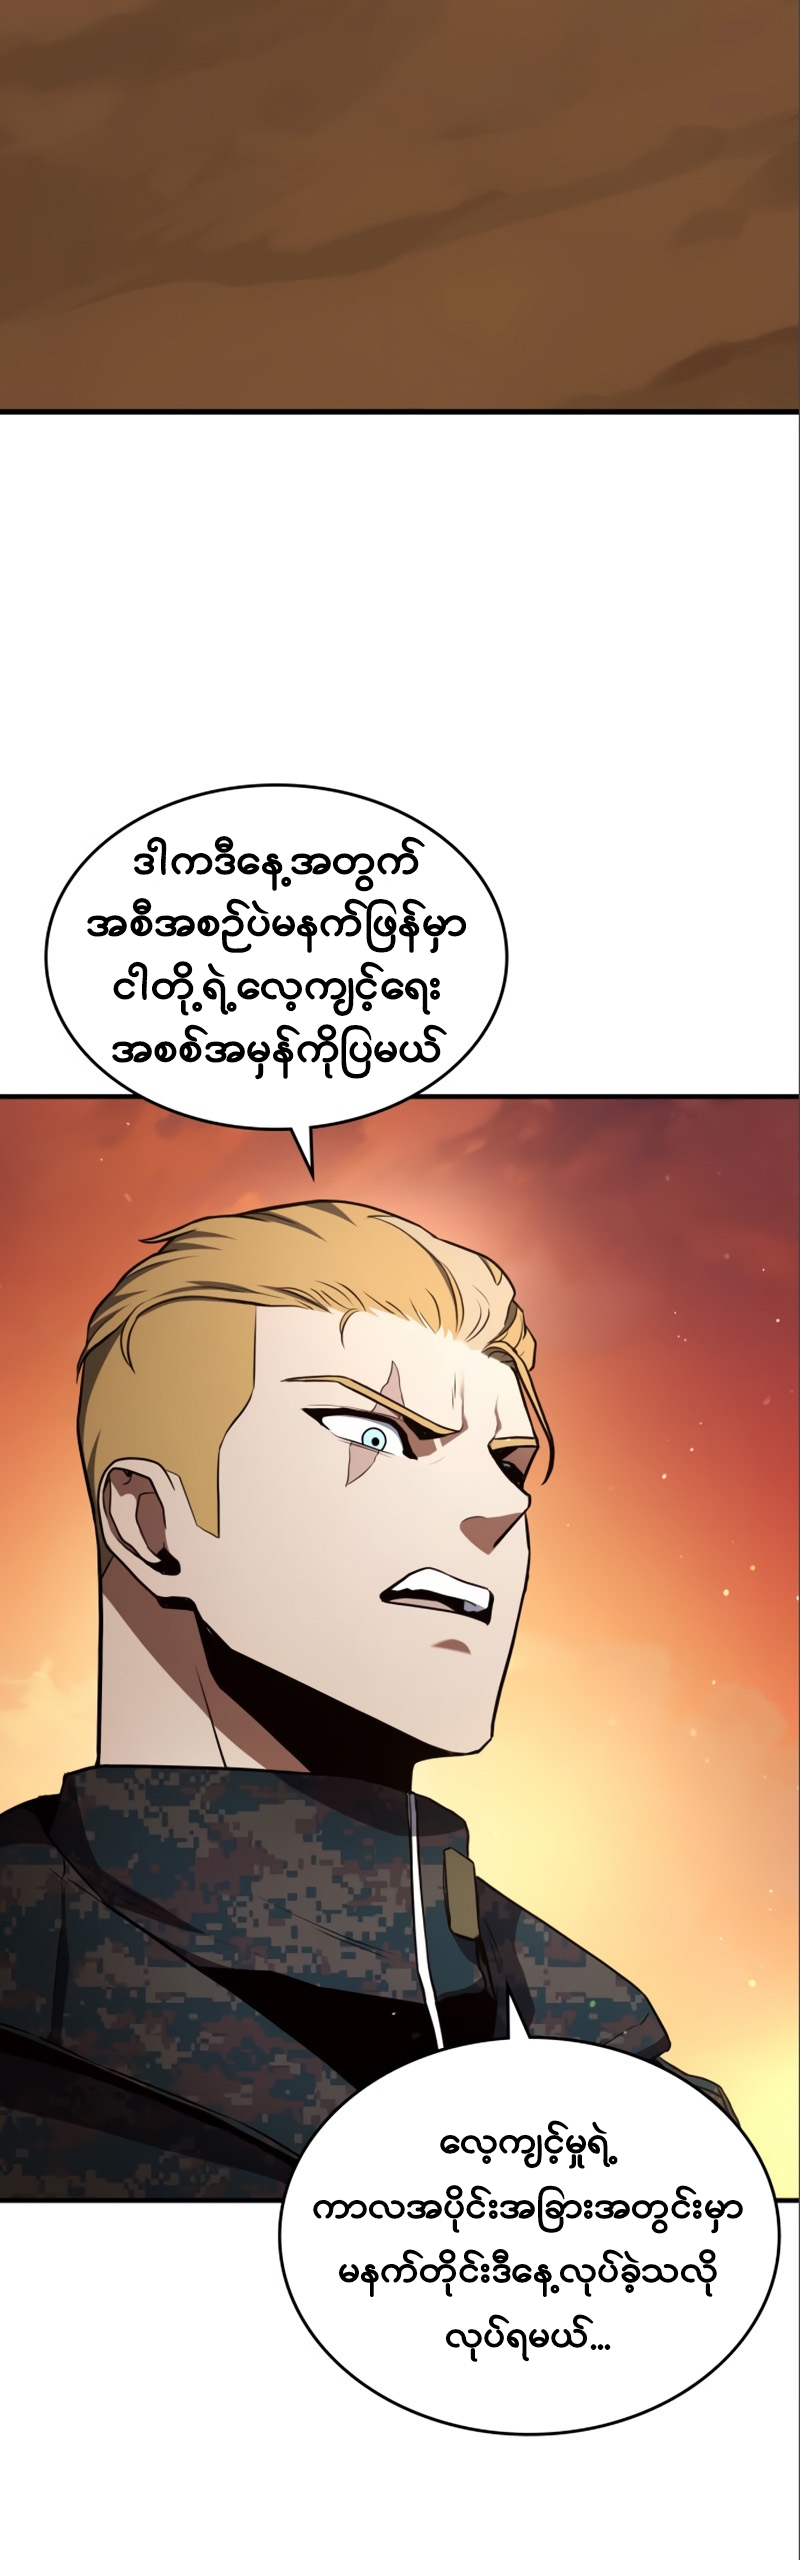 ဒါကဒီနေ့အတွက်
အစီအစဉ်ပဲမနက်ဖြန်မှာ
ငါတို့ရဲ့လေ့ကျင့်ရေး
အစစ်အမှန်ကိုပြမယ်
လေ့ကျင့်မှုရဲ့
ကာလအပိုင်းအခြားအတွင်းမှာ
မနက်တိုင်းဒီနေ့လုပ်ခဲ့သလို
လုပ်ရမယ်...